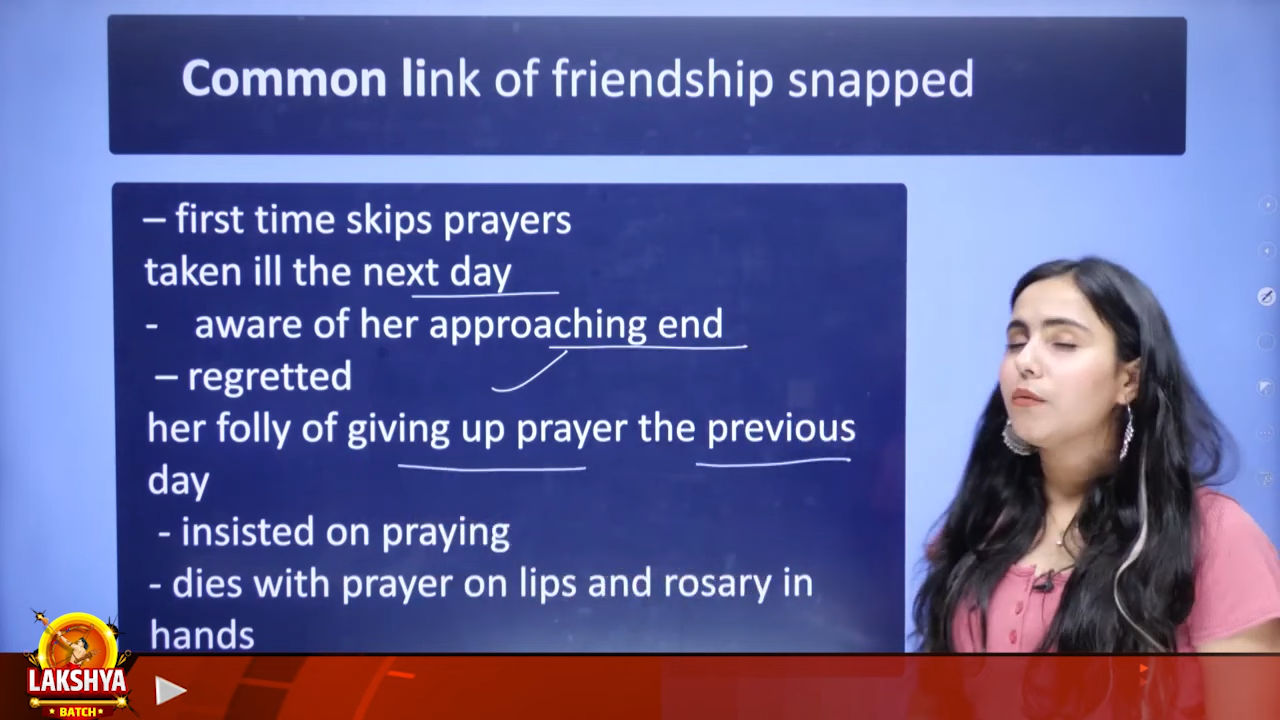 Common link of friendship snapped
– first time skips prayers
taken ill the next day
- aware of her approaching end
– regretted
her folly of giving up prayer the previous
day
- insisted on praying
- dies with prayer on lips and rosary in
hands
LAKSHYA
BATCH